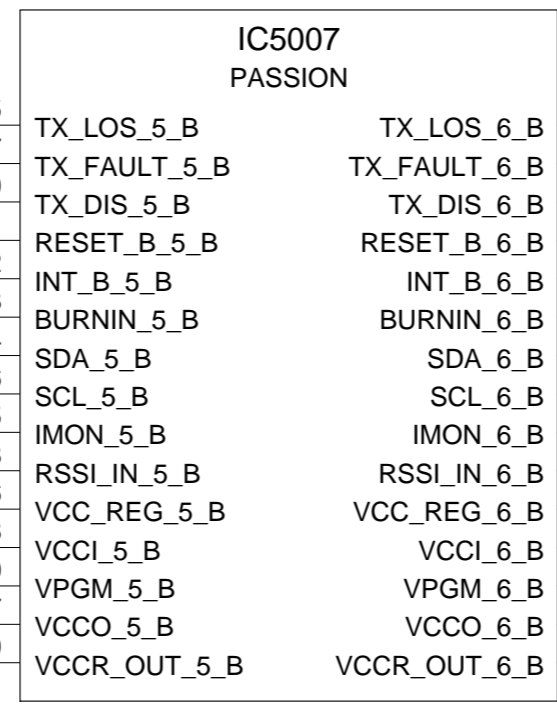 IC5007
PASSION
TX_LOS_5_B TX_LOS_6_B
TX_FAULT_5_B TX_FAULT_6_B
TX_DIS_5_B TX_DIS_6_B
RESET_B_5_B RESET_B_6_B
INT_B_5_B INT_B_6_B
BURNIN_5_B BURNIN_6_B
SDA_5_B SDA_6_B
SCL_5_B SCL_6_B
IMON_5_B IMON_6_B
RSSI_IN_5_B RSSI_IN_6_B
VCC_REG_5_B VCC_REG_6_B
VCCI_5_B VCCI_6_B
VPGM_5_B VPGM_6_B
VCCO_5_B VCCO_6_B
VCCR_OUT_5_B VCCR_OUT_6_B